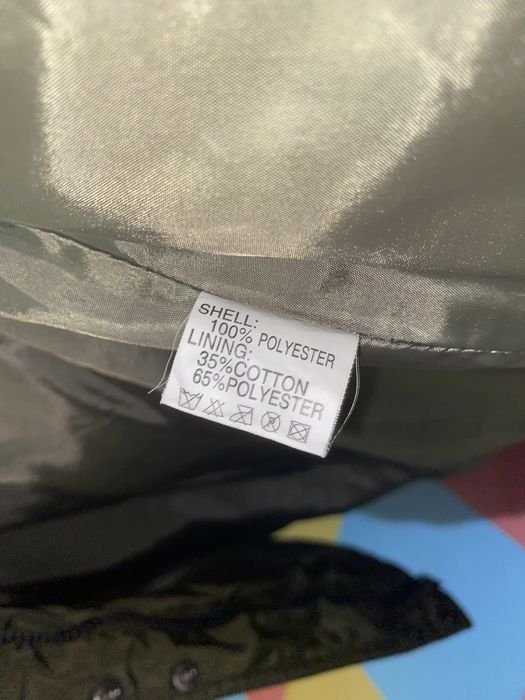 SHELL:
100% POLYESTER
LINING:
35%COTTON
65%POLYESTER